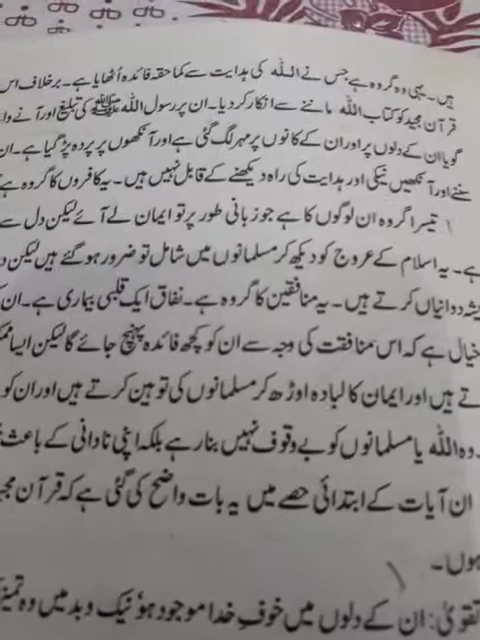 ہیں۔ یہی وہ گروہ ہے جس نے اللہ کی ہدایت سے کما حقہ فائدہ اُٹھایا ہے۔ برخلاف اس
قرآن مجید کو کتاب اللہ ماننے سے انکار کر دیا۔ ان پر رسول اللہ ﷺ کی تبلیغ اور آنے وا
گویا ان کے دلوں پر اور ان کے کانوں پر مہر لگ گئی ہے اور آنکھوں پر پردہ پڑ گیا ہے۔ ان
سننے اور آنکھیں نیکی اور ہدایت کی راہ دیکھنے کے قابل نہیں ہیں۔ یہ کافروں کا گروہ ہے
تیسرا گروہ ان لوگوں کا ہے جو زبانی طور پر تو ایمان لے آئے لیکن دل سے
ہے۔ یہ اسلام کے عروج کو دیکھ کر مسلمانوں میں شامل تو ضرور ہو گئے ہیں لیکن د
یشہ دوانیاں کرتے ہیں۔ یہ منافقین کا گروہ ہے۔ نفاق ایک قلبی بیماری ہے۔ ان
خیال ہے کہ اس منافقت کی وجہ سے ان کو کچھ فائدہ پہنچ جائے گا لیکن ایسا
تے ہیں اور ایمان کا لبادہ اوڑھ کر مسلمانوں کی توہین کرتے ہیں اور ان کو
وہ اللہ یا مسلمانوں کو بے وقوف نہیں بنا رہے بلکہ اپنی نادانی کے باعث
ان آیات کے ابتدائی حصے میں یہ بات واضح کی گئی ہے کہ قرآن مج
ہوں۔
تقویٰ: ان کے دلوں میں خوفِ خدا موجود ہو نیک و بد میں وہ تمیز